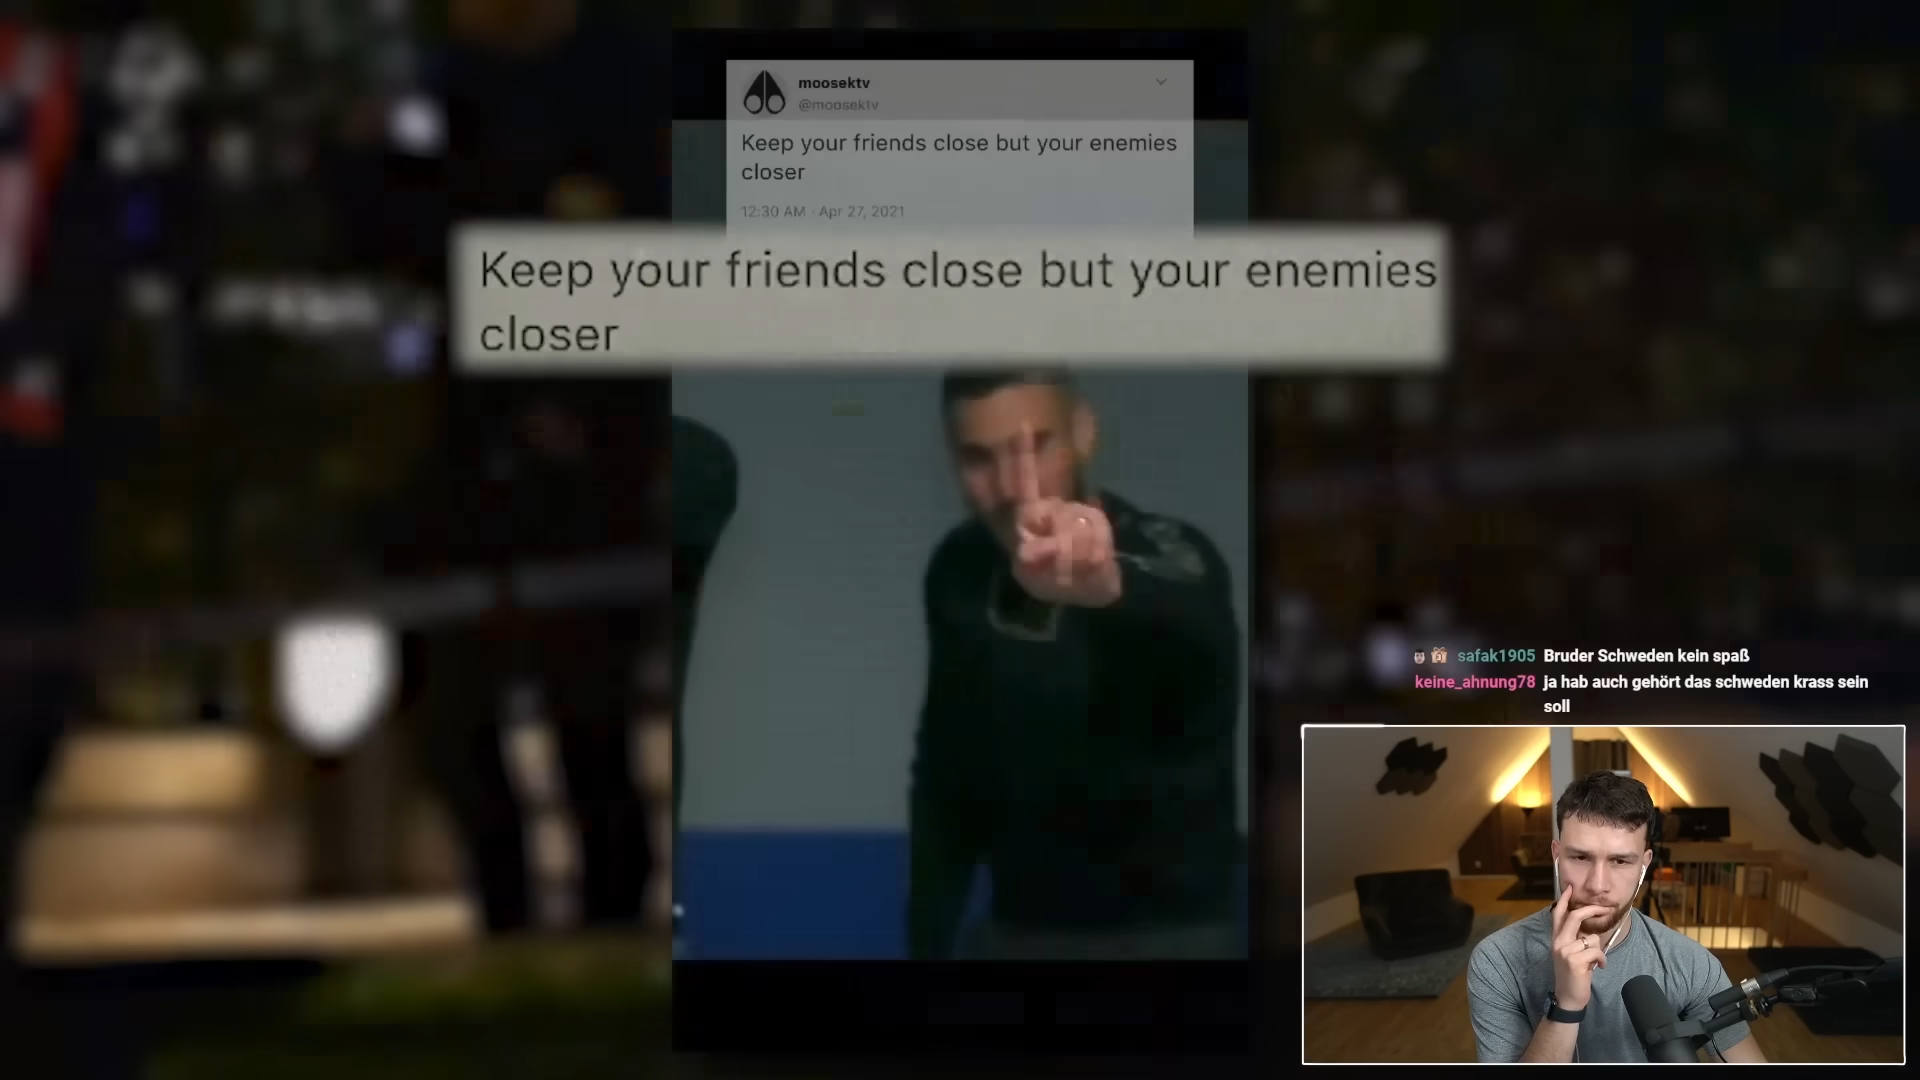 moosektv
@moosektv
Keep your friends close but your enemies
closer
12:30 AM · Apr 27, 2021
Keep your friends close but your enemies
closer
safak1905 Bruder Schweden kein spaß
keine_ahnung78 ja hab auch gehört das schweden krass sein
soll